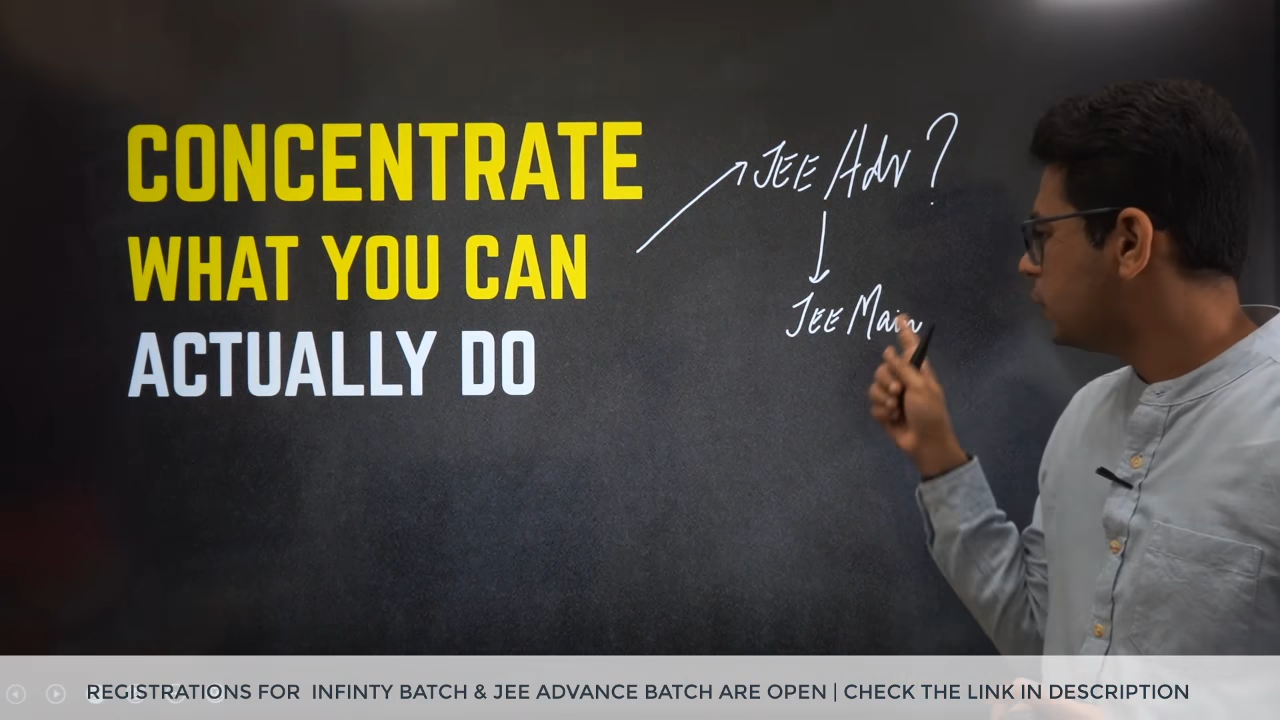 CONCENTRATE
WHAT YOU CAN
ACTUALLY DO
JEE Adv?
JEE Main
REGISTRATIONS FOR INFINTY BATCH & JEE ADVANCE BATCH ARE OPEN | CHECK THE LINK IN DESCRIPTION